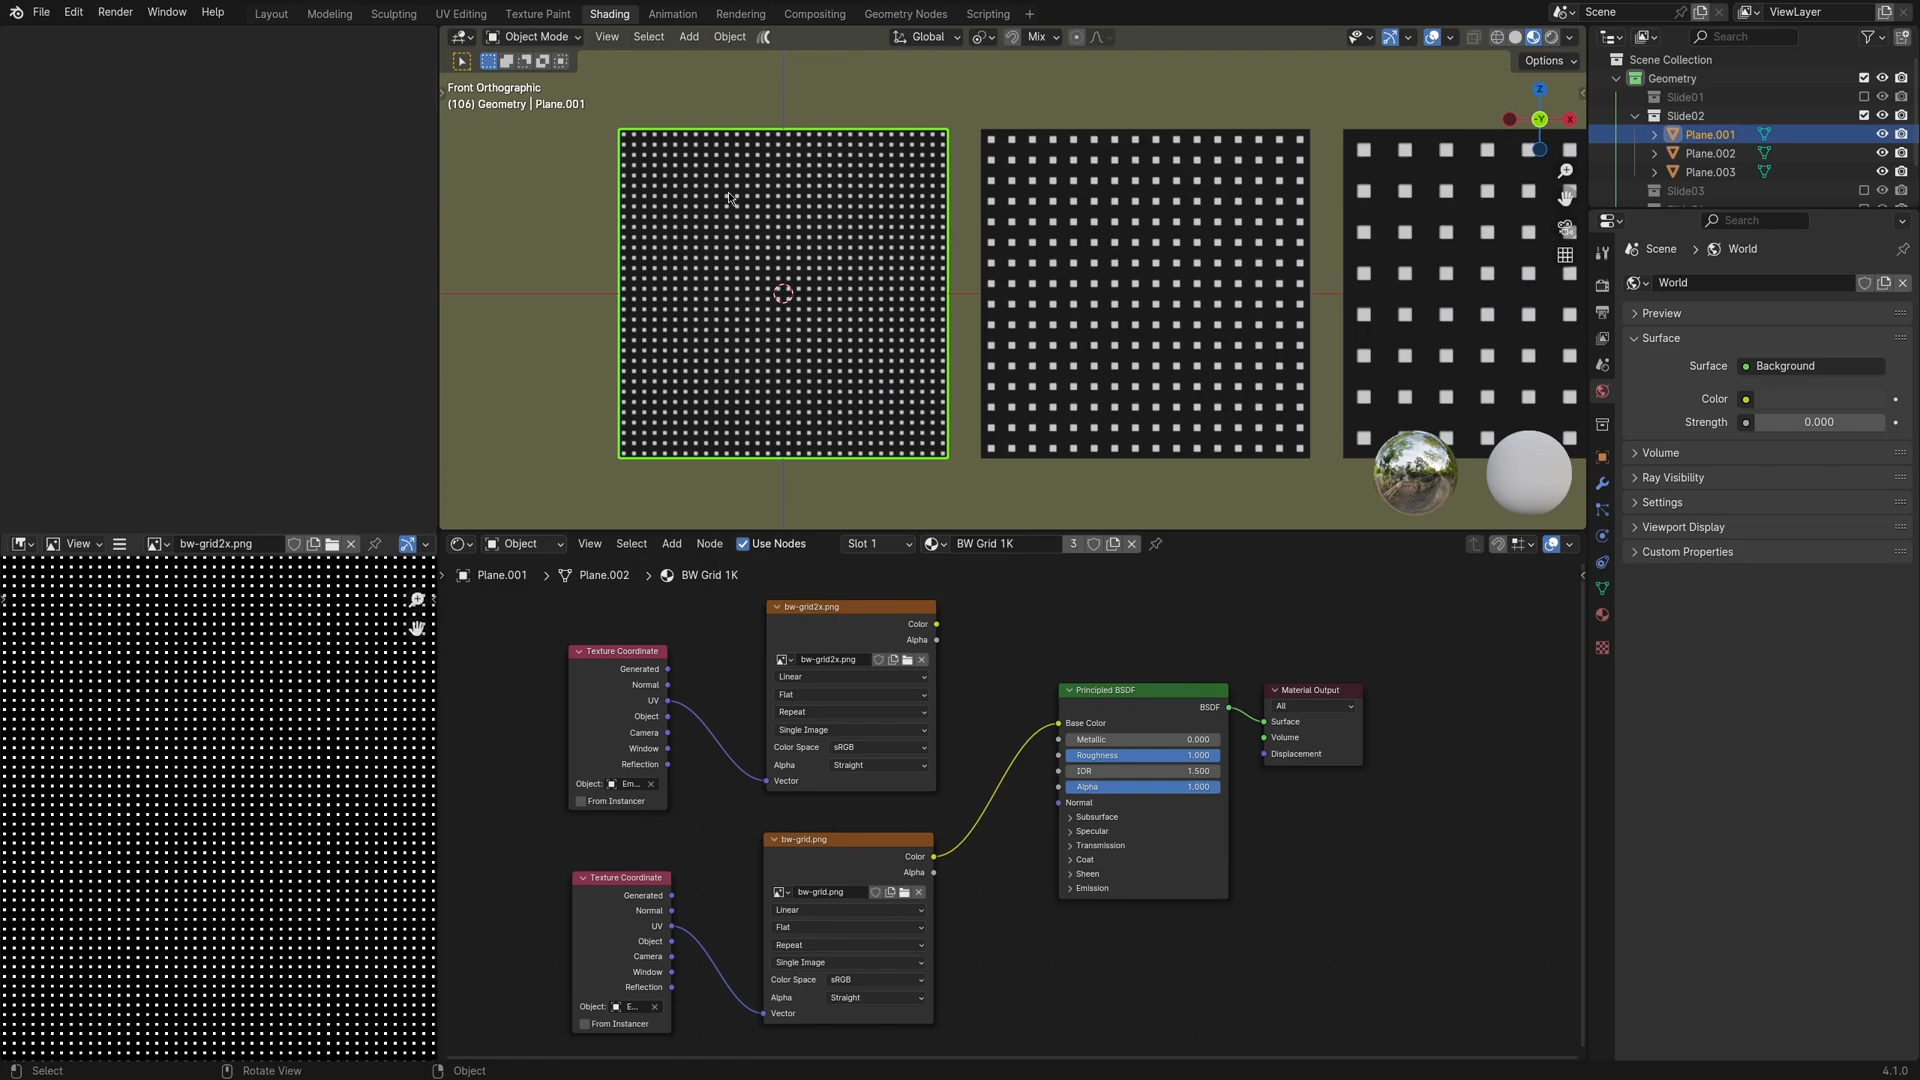 File Edit Render Window Help Layout Modeling Sculpting UV Editing Texture Paint Shading Animation Rendering Compositing Geometry Nodes Scripting + Scene ViewLayer
Object Mode View Select Add Object Global Mix Search
Options
Front Orthographic
(106) Geometry | Plane.001
Z
-Y X
Scene Collection
Geometry
Slide01
Slide02
Plane.001
Plane.002
Plane.003
Slide03
Search
Scene > World
World
Preview
Surface
Surface Background
Color
Strength 0.000
Volume
Ray Visibility
Settings
Viewport Display
Custom Properties
View bw-grid2x.png
Object View Select Add Node Use Nodes Slot 1 BW Grid 1K 3
Plane.001 > Plane.002 > BW Grid 1K
Texture Coordinate
Generated
Normal
UV
Object
Camera
Window
Reflection
Object: Em...
From Instancer
bw-grid2x.png
Color
Alpha
bw-grid2x.png
Linear
Flat
Repeat
Single Image
Color Space sRGB
Alpha Straight
Vector
Texture Coordinate
Generated
Normal
UV
Object
Camera
Window
Reflection
Object: E...
From Instancer
bw-grid.png
Color
Alpha
bw-grid.png
Linear
Flat
Repeat
Single Image
Color Space sRGB
Alpha Straight
Vector
Principled BSDF
BSDF
Base Color
Metallic 0.000
Roughness 1.000
IOR 1.500
Alpha 1.000
Normal
Subsurface
Specular
Transmission
Coat
Sheen
Emission
Material Output
All
Surface
Volume
Displacement
Select Rotate View Object 4.1.0